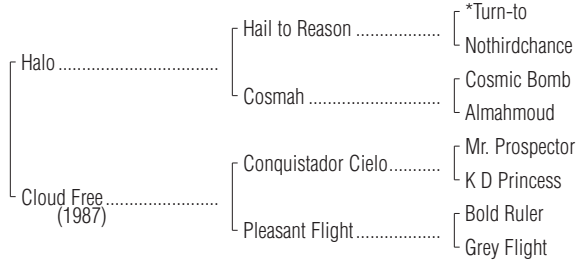 *Turn-to
Hail to Reason ..................
Nothirdchance
Halo ..................................
Cosmic Bomb
Cosmah ............................
Almahmoud
Mr. Prospector
Conquistador Cielo...........
K D Princess
Cloud Free........................
(1987)
Bold Ruler
Pleasant Flight..................
Grey Flight